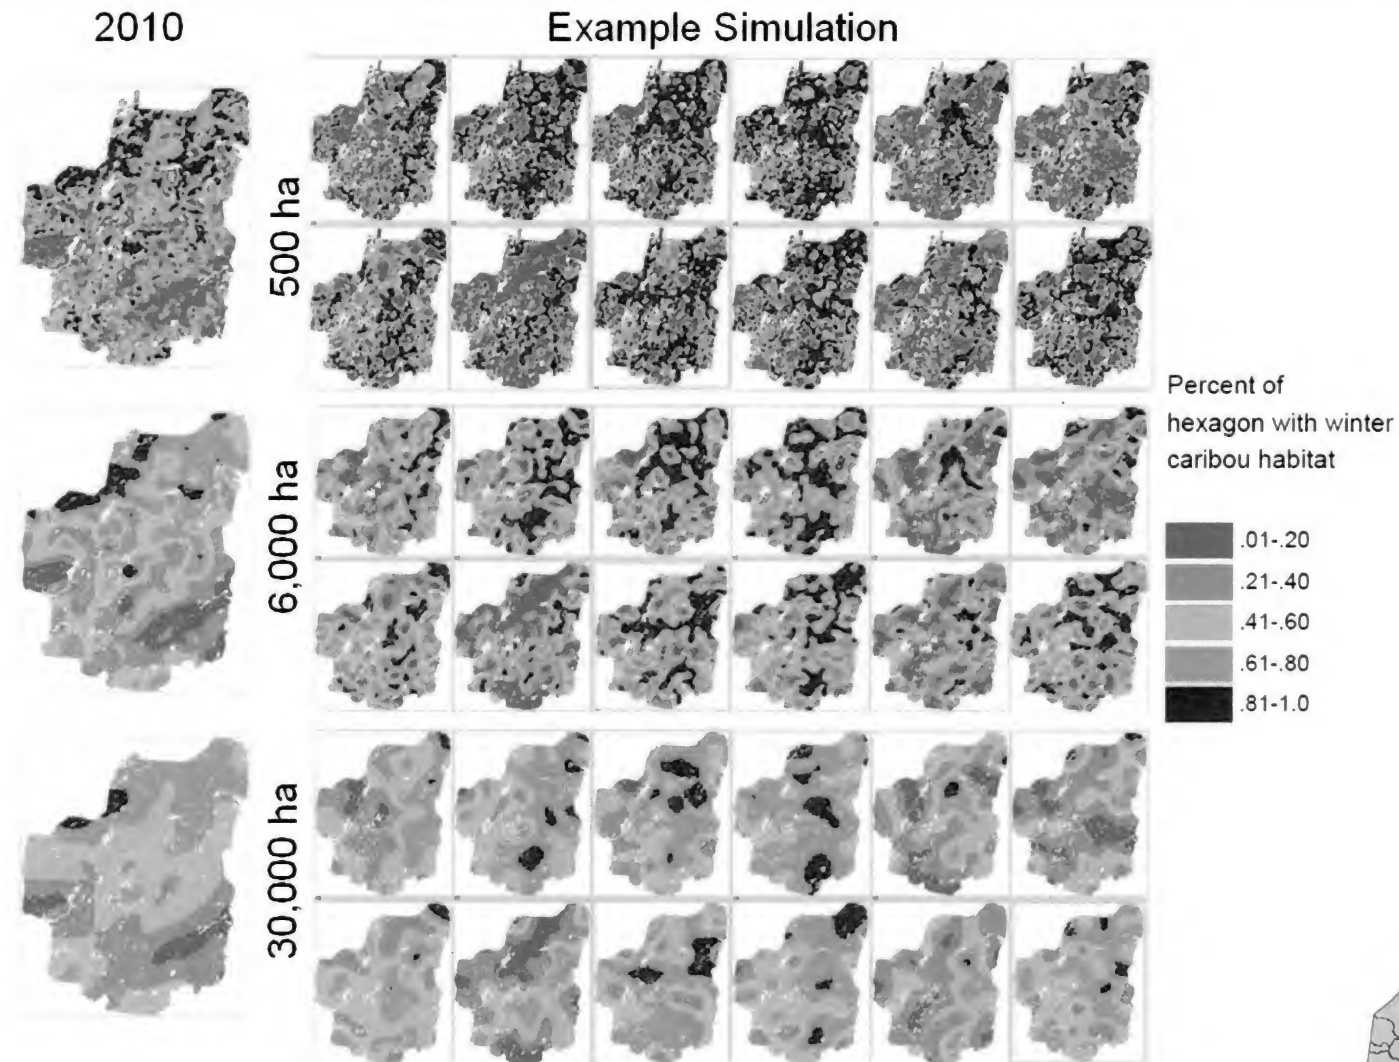 2010
Example Simulation
500 ha
6,000 ha
30,000 ha
Percent of
hexagon with winter
caribou habitat
.01-.20
.21-.40
.41-.60
.61-.80
.81-1.0